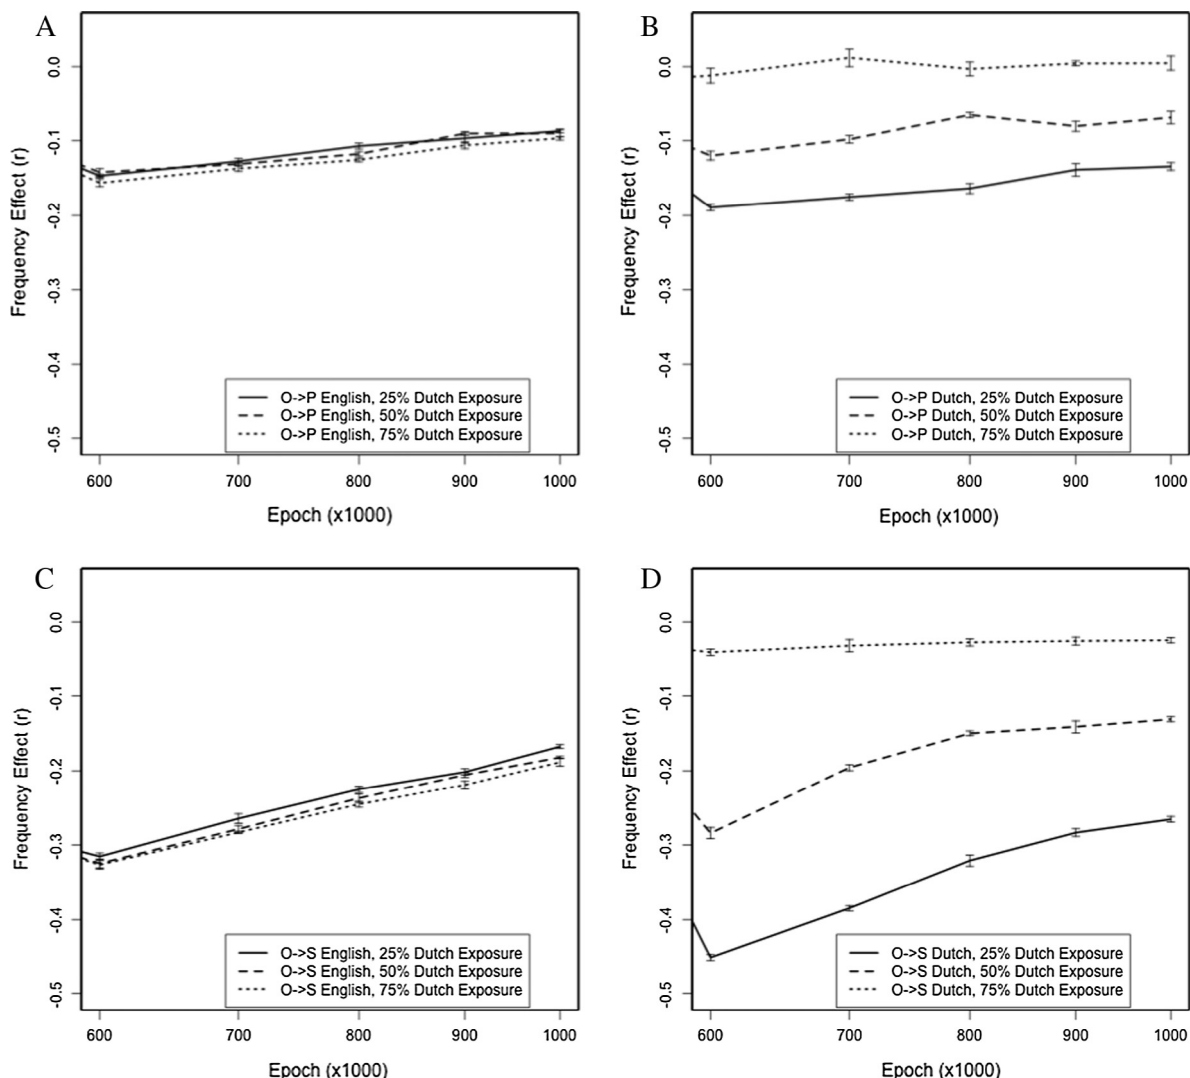 A
0.0
-0.1
-0.2
-0.3
-0.4
-0.5
Frequency Effect (r)
O->P English, 25% Dutch Exposure
O->P English, 50% Dutch Exposure
O->P English, 75% Dutch Exposure
600 700 800 900 1000
Epoch (x1000)
B
0.0
-0.1
-0.2
-0.3
-0.4
-0.5
Frequency Effect (r)
O->P Dutch, 25% Dutch Exposure
O->P Dutch, 50% Dutch Exposure
O->P Dutch, 75% Dutch Exposure
600 700 800 900 1000
Epoch (x1000)
C
0.0
-0.1
-0.2
-0.3
-0.4
-0.5
Frequency Effect (r)
O->S English, 25% Dutch Exposure
O->S English, 50% Dutch Exposure
O->S English, 75% Dutch Exposure
600 700 800 900 1000
Epoch (x1000)
D
0.0
-0.1
-0.2
-0.3
-0.4
-0.5
Frequency Effect (r)
O->S Dutch, 25% Dutch Exposure
O->S Dutch, 50% Dutch Exposure
O->S Dutch, 75% Dutch Exposure
600 700 800 900 1000
Epoch (x1000)